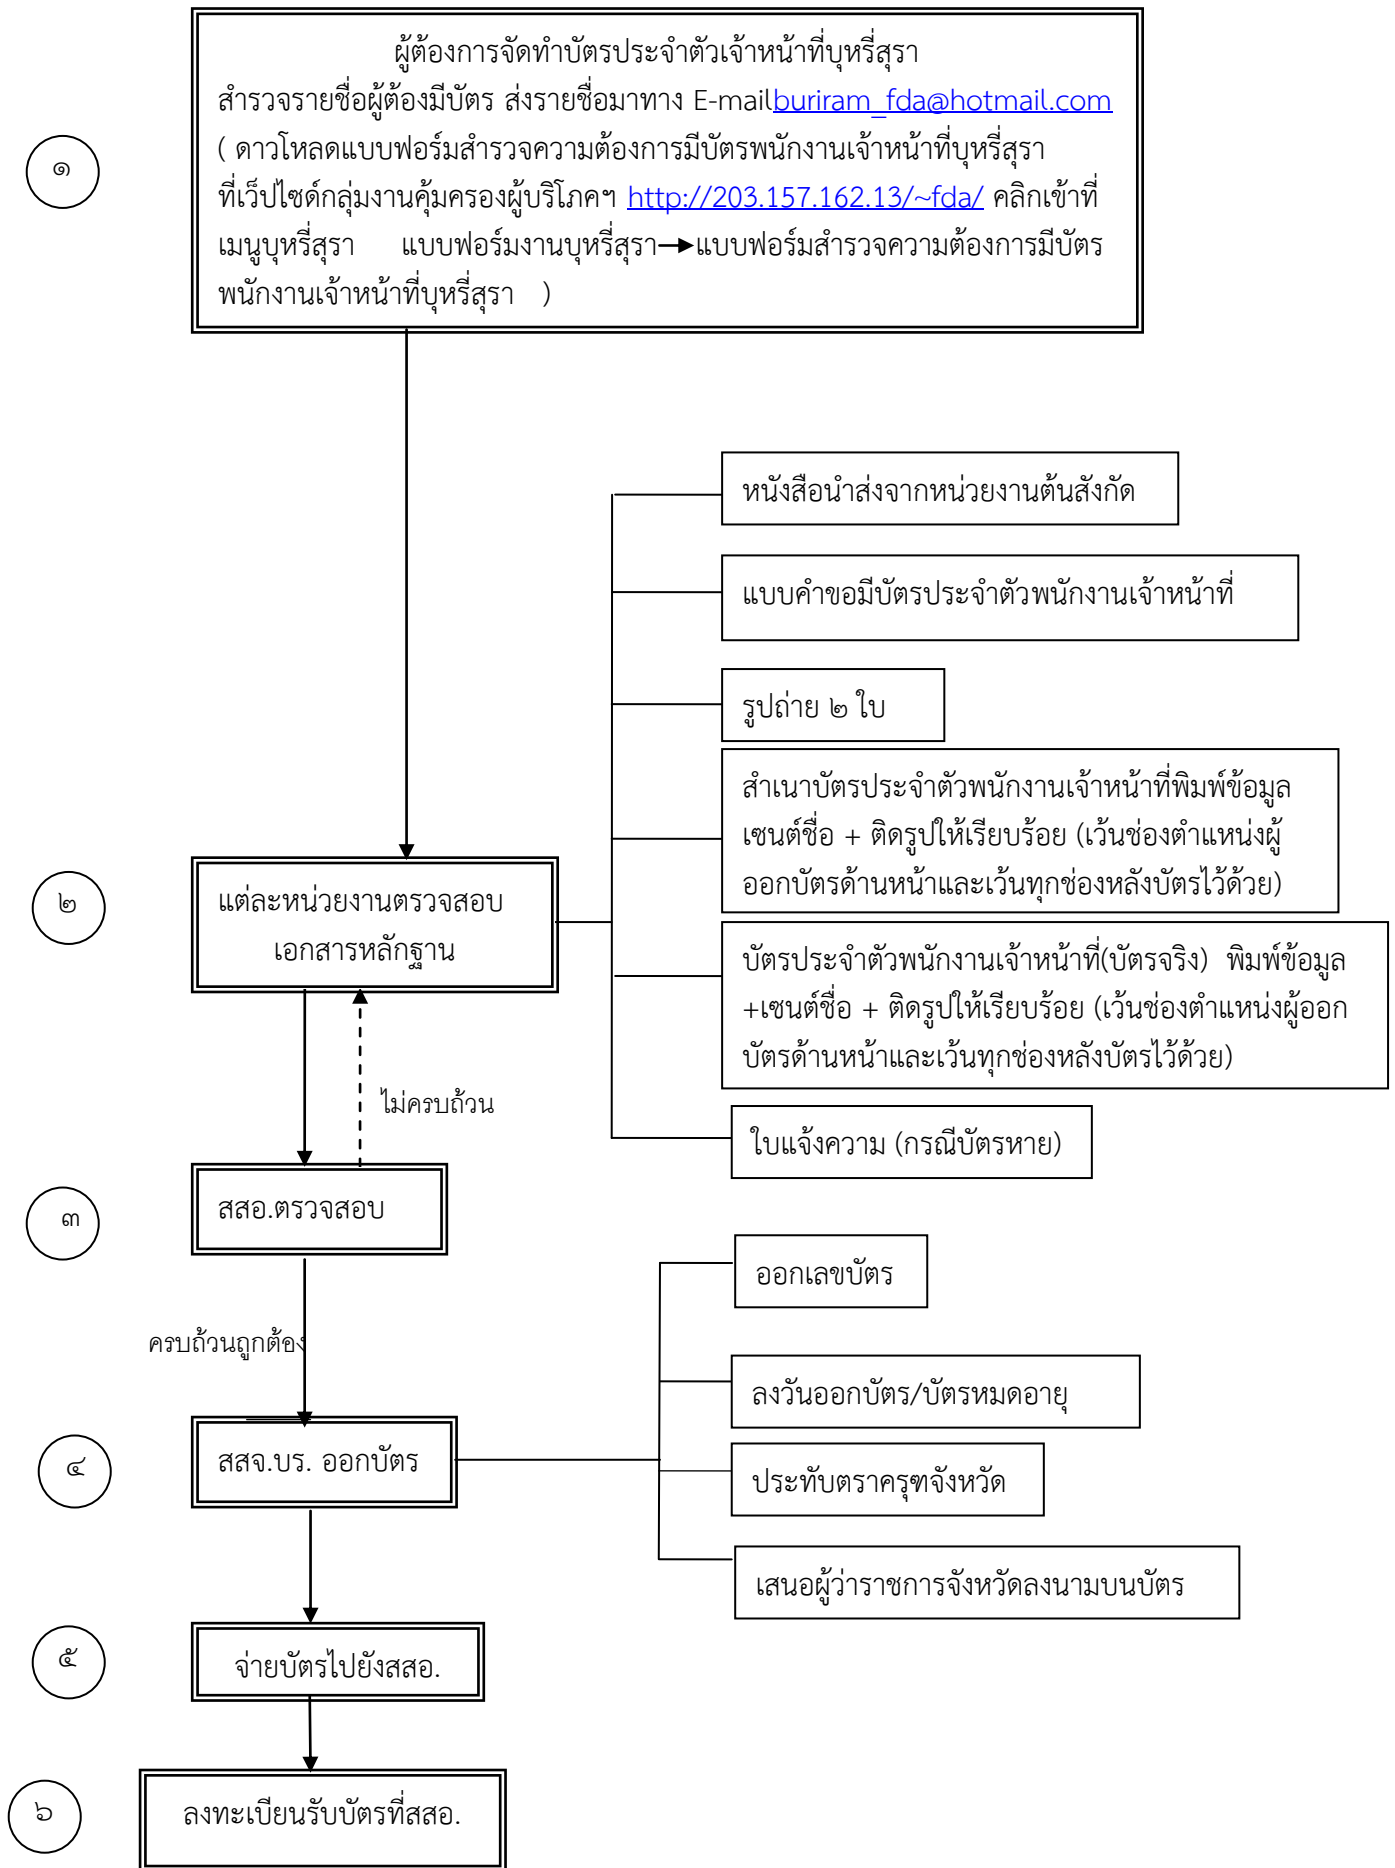 ผู้ต้องการจัดทำบัตรประจำตัวเจ้าหน้าที่บุหรี่สุรา
สำรวจรายชื่อผู้ต้องมีบัตร ส่งรายชื่อมาทาง E-mailburiram_fda@hotmail.com
( ดาวโหลดแบบฟอร์มสำรวจความต้องการมีบัตรพนักงานเจ้าหน้าที่บุหรี่สุรา
ที่เว็ปไซด์กลุ่มงานคุ้มครองผู้บริโภคฯ http://203.157.162.13/~fda/ คลิกเข้าที่
เมนูบุหรี่สุรา แบบฟอร์มงานบุหรี่สุรา→แบบฟอร์มสำรวจความต้องการมีบัตร
พนักงานเจ้าหน้าที่บุหรี่สุรา )
๑
หนังสือนำส่งจากหน่วยงานต้นสังกัด
แบบคำขอมีบัตรประจำตัวพนักงานเจ้าหน้าที่
รูปถ่าย ๒ ใบ
สำเนาบัตรประจำตัวพนักงานเจ้าหน้าที่พิมพ์ข้อมูล
เซนต์ชื่อ + ติดรูปให้เรียบร้อย (เว้นช่องตำแหน่งผู้
ออกบัตรด้านหน้าและเว้นทุกช่องหลังบัตรไว้ด้วย)
๒
แต่ละหน่วยงานตรวจสอบ
เอกสารหลักฐาน
บัตรประจำตัวพนักงานเจ้าหน้าที่(บัตรจริง) พิมพ์ข้อมูล
+เซนต์ชื่อ + ติดรูปให้เรียบร้อย (เว้นช่องตำแหน่งผู้ออก
บัตรด้านหน้าและเว้นทุกช่องหลังบัตรไว้ด้วย)
ไม่ครบถ้วน
ใบแจ้งความ (กรณีบัตรหาย)
๓
สสอ.ตรวจสอบ
ออกเลขบัตร
ครบถ้วนถูกต้อง
ลงวันออกบัตร/บัตรหมดอายุ
๔
สสจ.บร. ออกบัตร
ประทับตราครุฑจังหวัด
เสนอผู้ว่าราชการจังหวัดลงนามบนบัตร
๕
จ่ายบัตรไปยังสสอ.
๖
ลงทะเบียนรับบัตรที่สสอ.